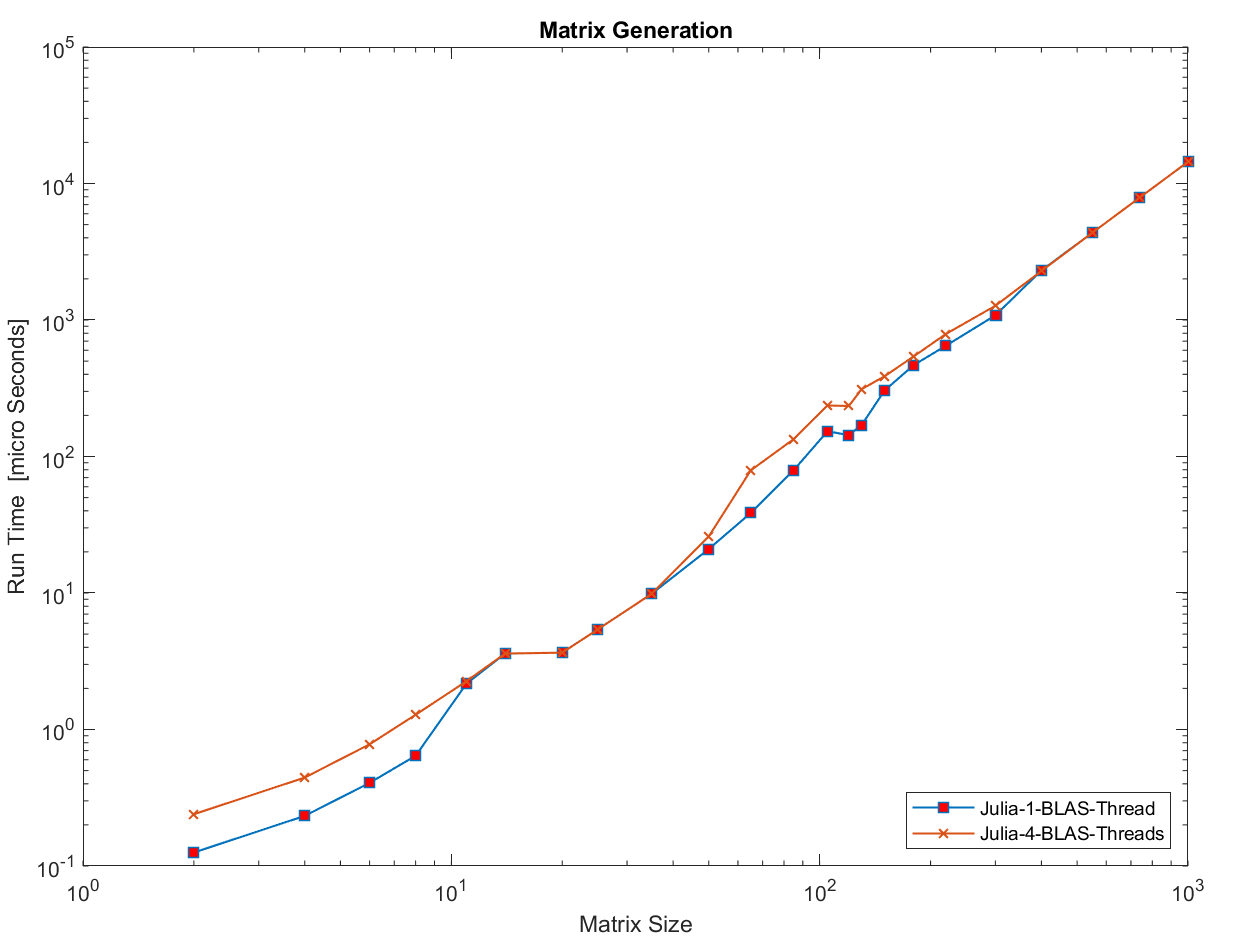 Matrix Generation
10^5
10^4
10^3
10^2
10^1
10^0
10^-1
Run Time [micro Seconds]
10^0 10^1 10^2 10^3
Matrix Size
Julia-1-BLAS-Thread
Julia-4-BLAS-Threads